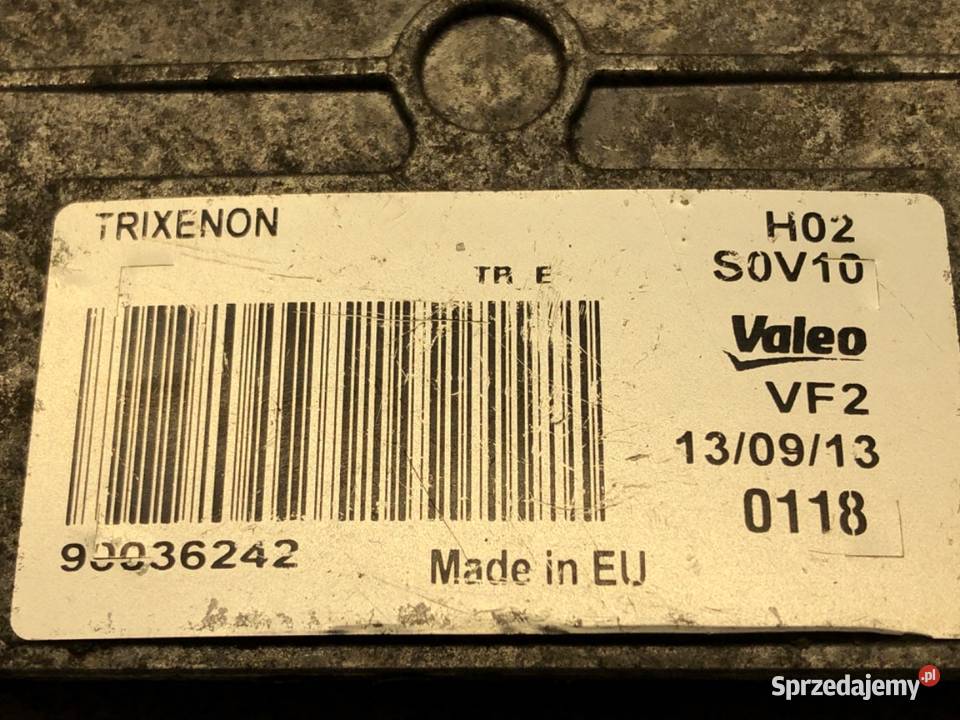 TRIXENON
H02
TR E
S0V10
Valeo
VF2
13/09/13
0118
90036242
Made in EU
Sprzedajemy.pl